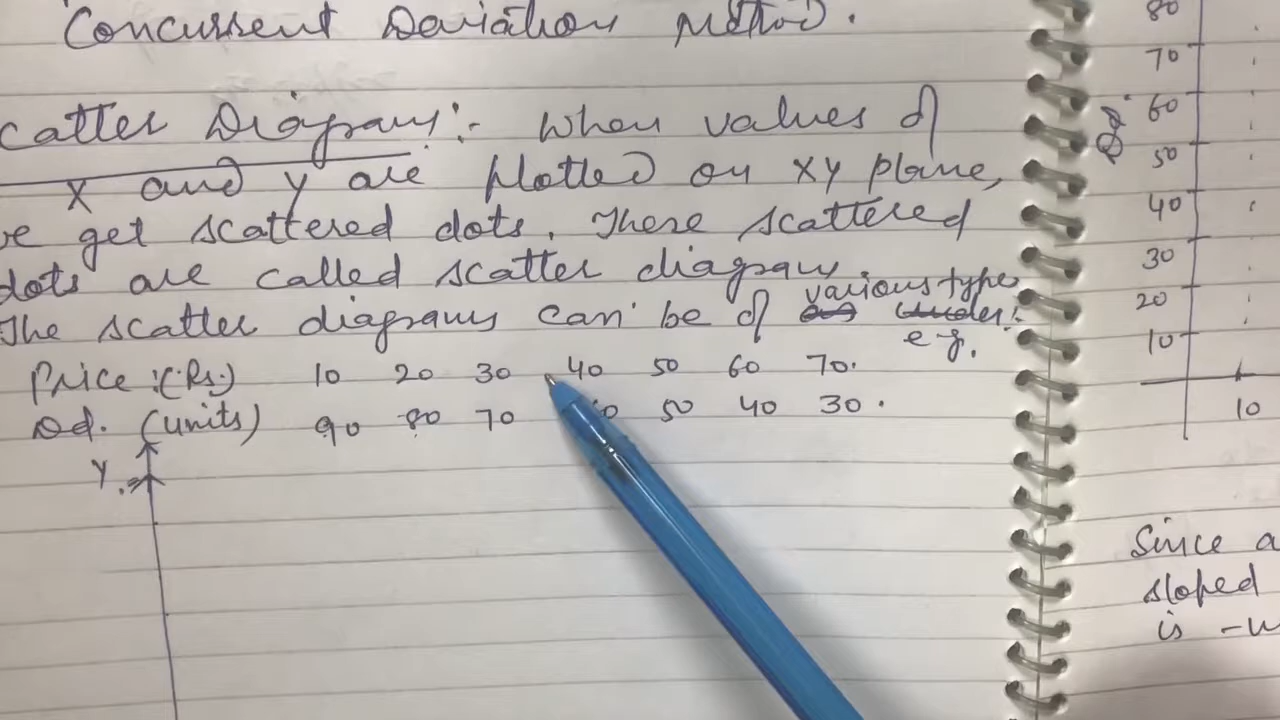 Concurrent Deviation Method.
catter Diagram:- When values of
X and Y are plotted on XY plane,
we get scattered dots. These scattered
dots are called scatter diagram
The scatter diagrams can be of various types
e.g.
Price :(Rs.) 10 20 30 40 50 60 70.
Dd. (units) 90 80 70 60 50 40 30.
Y
80
70
60
50
40
30
20
10
Dd.
10
Since a
sloped
is -w